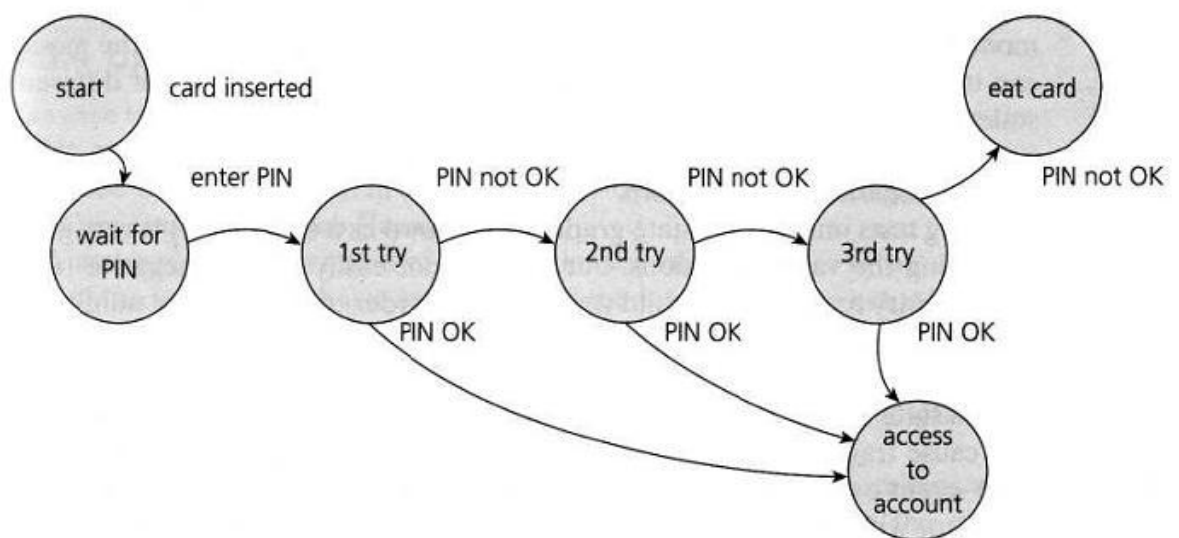 start
card inserted
eat card
enter PIN
PIN not OK
PIN not OK
PIN not OK
wait for
PIN
1st try
2nd try
3rd try
PIN OK
PIN OK
PIN OK
access
to
account